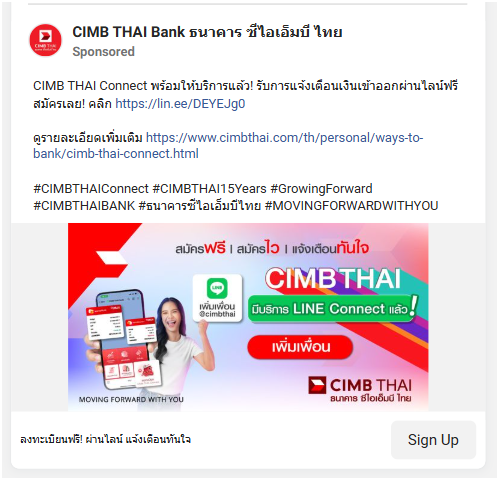 CIMB THAI Bank ธนาคาร ซีไอเอ็มบี ไทย
Sponsored
CIMB THAI Connect พร้อมให้บริการแล้ว! รับการแจ้งเตือนเงินเข้าออกผ่านไลน์ฟรี
สมัครเลย! คลิก https://lin.ee/DEYEJg0
ดูรายละเอียดเพิ่มเติม https://www.cimbthai.com/th/personal/ways-to-
bank/cimb-thai-connect.html
#CIMBTHAIConnect #CIMBTHAI15Years #GrowingForward
#CIMBTHAIBANK #ธนาคารซีไอเอ็มบีไทย #MOVINGFORWARDWITHYOU
สมัครฟรี | สมัครไว | แจ้งเตือนทันใจ
LINE
เพิ่มเพื่อน
@cimbthai
CIMB THAI
มีบริการ LINE Connect แล้ว!
เพิ่มเพื่อน
MOVING FORWARD WITH YOU
CIMB THAI
ธนาคาร ซีไอเอ็มบี ไทย
ลงทะเบียนฟรี! ผ่านไลน์ แจ้งเตือนทันใจ
Sign Up